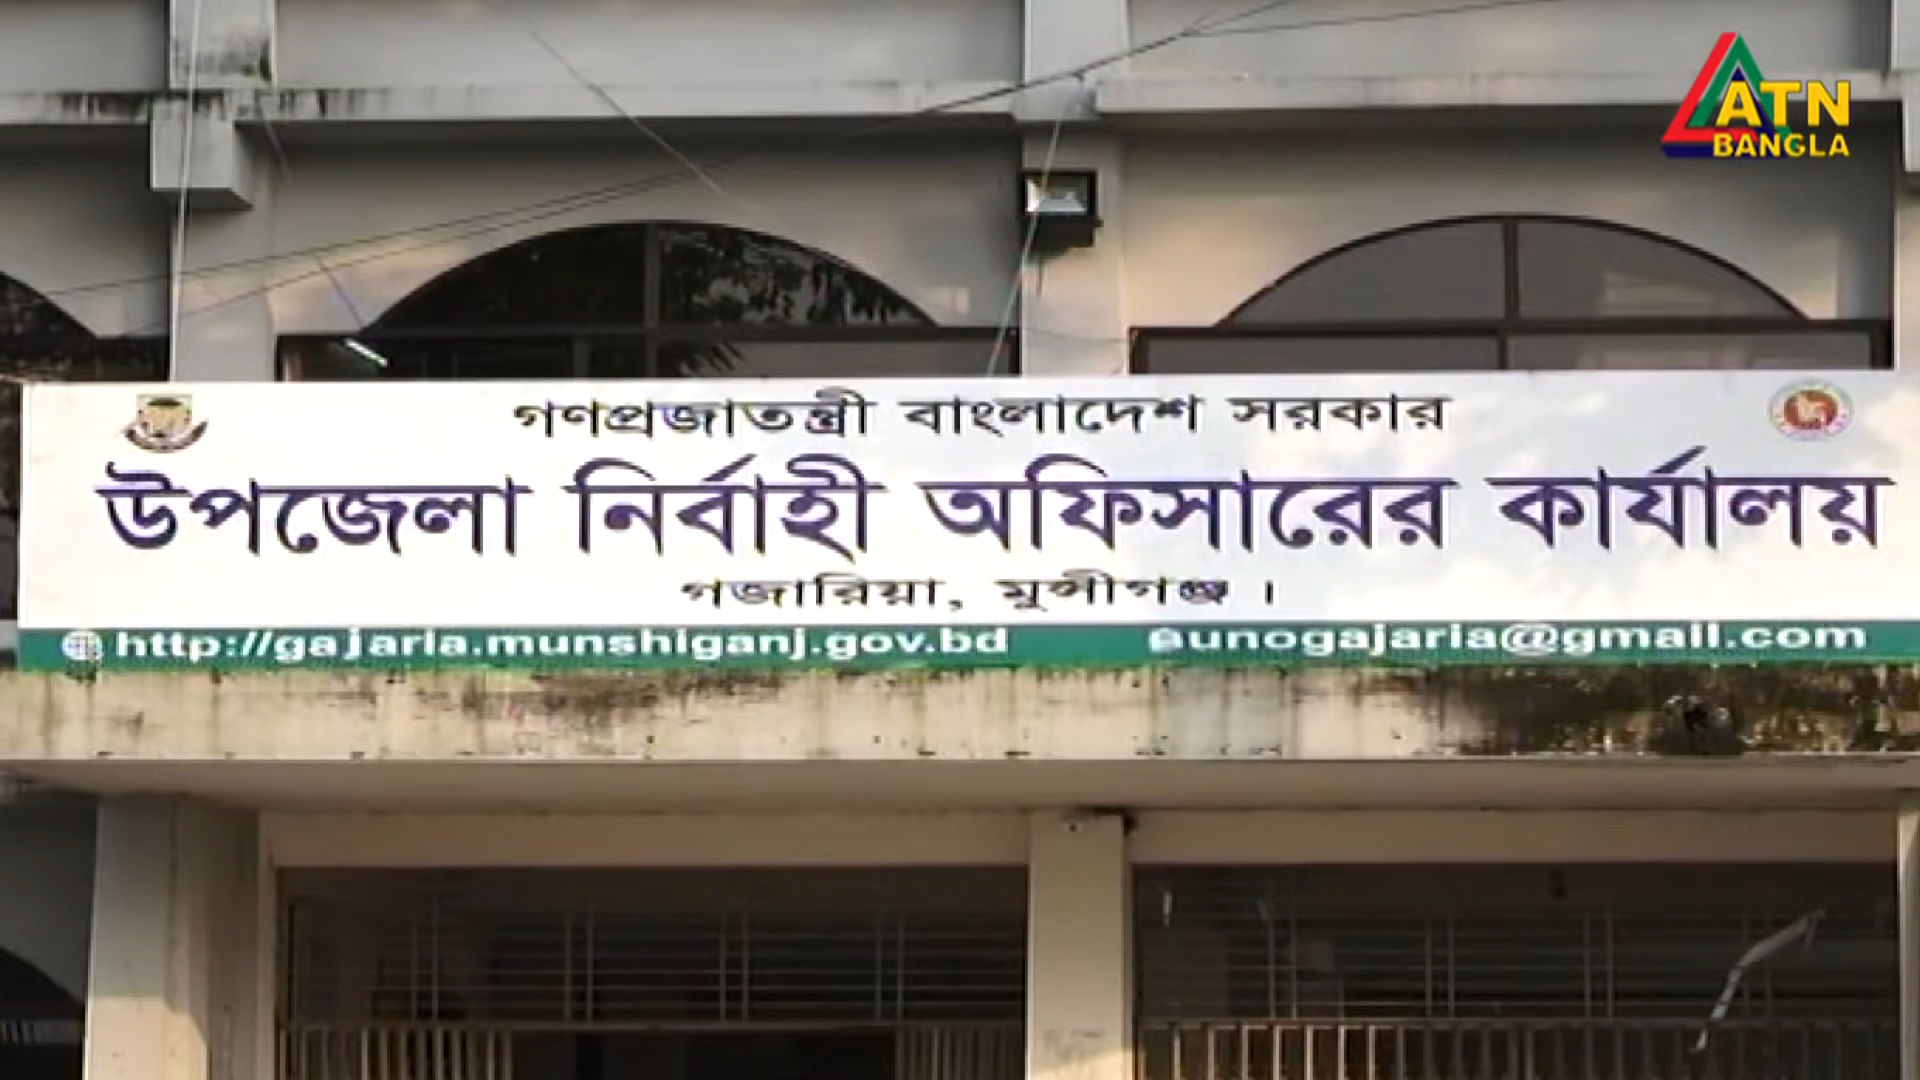 ATN
BANGLA
গণপ্রজাতন্ত্রী বাংলাদেশ সরকার
উপজেলা নির্বাহী অফিসারের কার্যালয়
গজারিয়া, মুন্সীগঞ্জ ।
http://gajaria.munshiganj.gov.bd
unogajaria@gmail.com